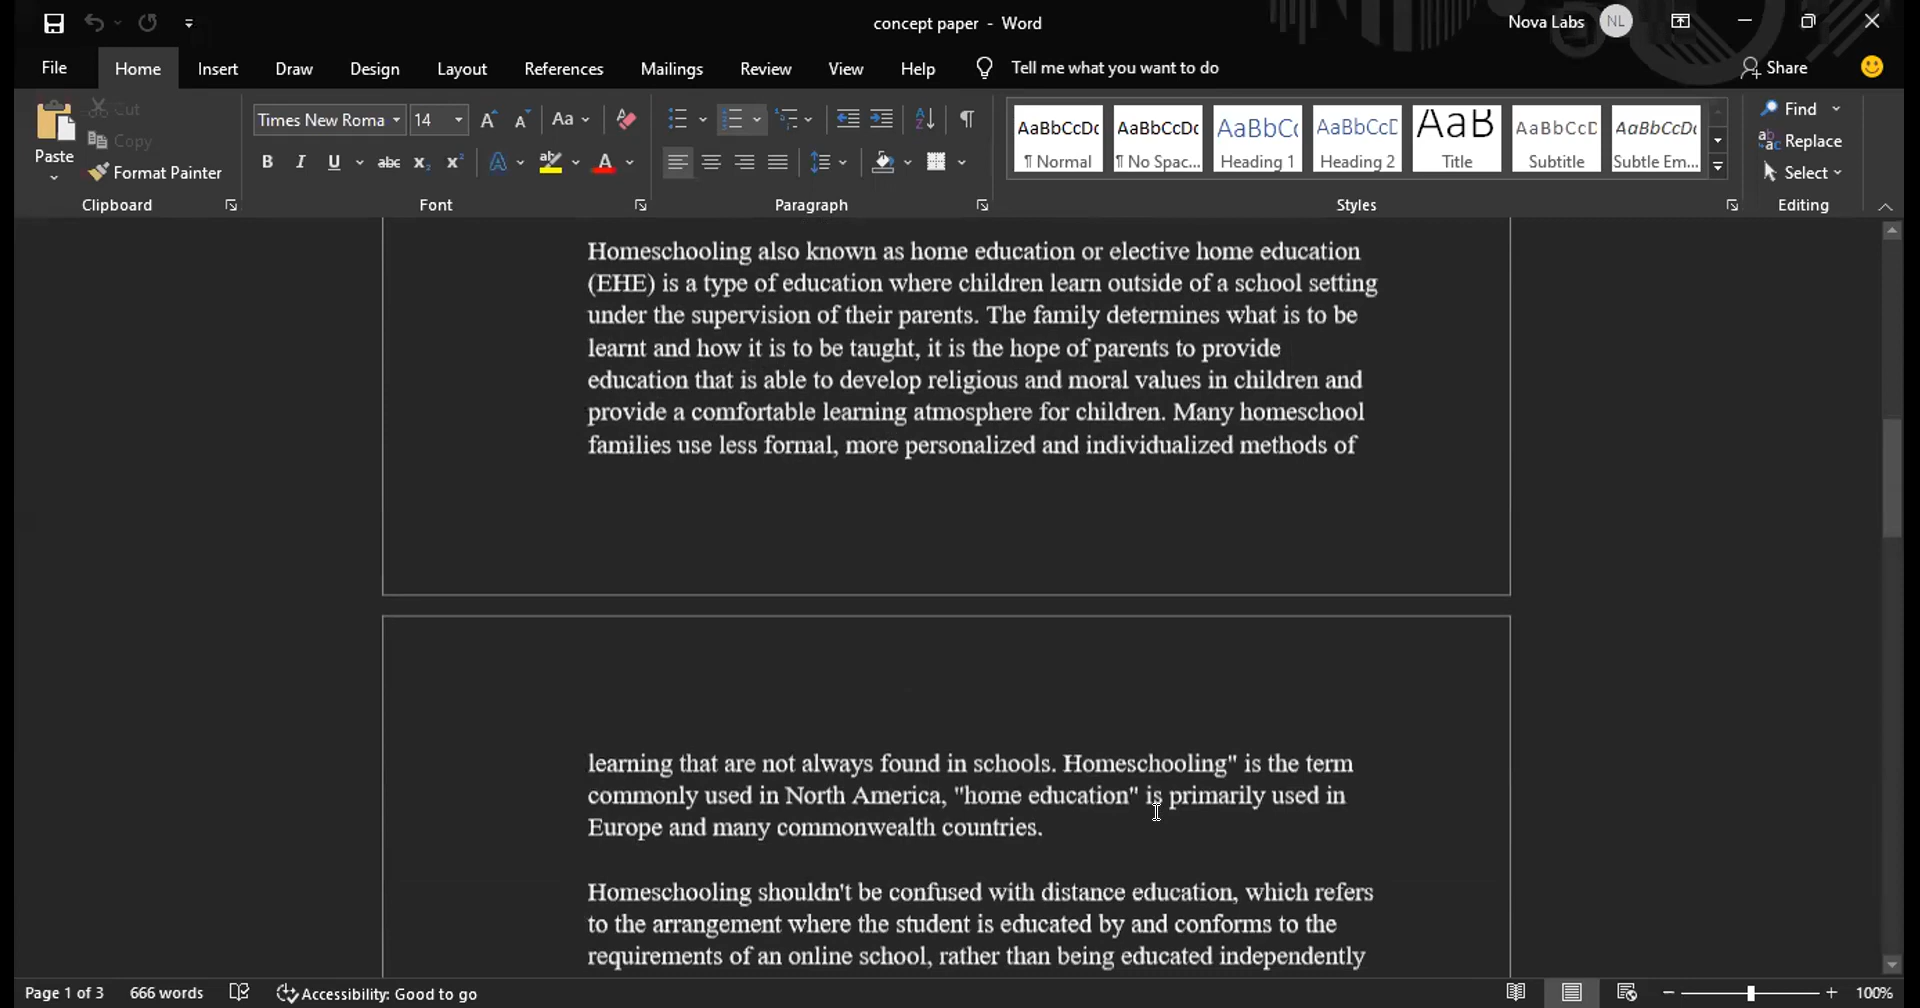 concept paper - Word
Nova Labs NL
File Home Insert Draw Design Layout References Mailings Review View Help Tell me what you want to do Share
Paste
Cut
Copy
Format Painter
Clipboard
Times New Roma 14
Aa
B I U abc x₂ x² A ab A
Font
Paragraph
AaBbCcDc AaBbCcDc AaBbC AaBbCcD AaB AaBbCcD AaBbCcDc
¶ Normal ¶ No Spac... Heading 1 Heading 2 Title Subtitle Subtle Em...
Styles
Find
Replace
Select
Editing
Homeschooling also known as home education or elective home education
(EHE) is a type of education where children learn outside of a school setting
under the supervision of their parents. The family determines what is to be
learnt and how it is to be taught, it is the hope of parents to provide
education that is able to develop religious and moral values in children and
provide a comfortable learning atmosphere for children. Many homeschool
families use less formal, more personalized and individualized methods of
learning that are not always found in schools. Homeschooling" is the term
commonly used in North America, "home education" is primarily used in
Europe and many commonwealth countries.
Homeschooling shouldn't be confused with distance education, which refers
to the arrangement where the student is educated by and conforms to the
requirements of an online school, rather than being educated independently
Page 1 of 3 666 words Accessibility: Good to go 100%